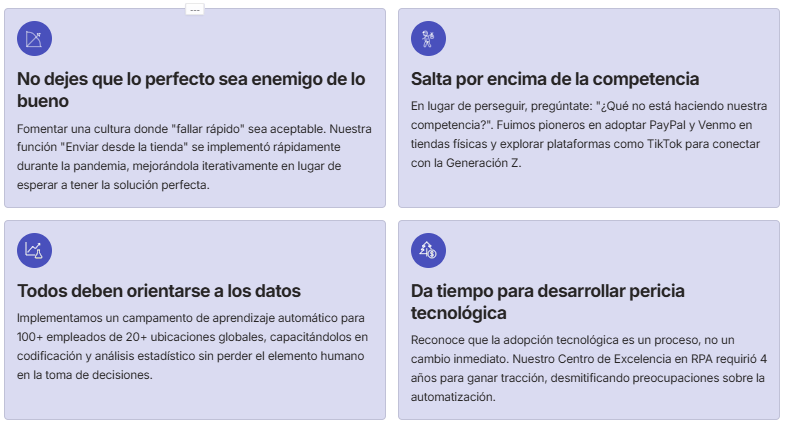 No dejes que lo perfecto sea enemigo de lo
bueno
Fomentar una cultura donde "fallar rápido" sea aceptable. Nuestra
función "Enviar desde la tienda" se implementó rápidamente
durante la pandemia, mejorándola iterativamente en lugar de
esperar a tener la solución perfecta.
Salta por encima de la competencia
En lugar de perseguir, pregúntate: "¿Qué no está haciendo nuestra
competencia?". Fuimos pioneros en adoptar PayPal y Venmo en
tiendas físicas y explorar plataformas como TikTok para conectar
con la Generación Z.
Todos deben orientarse a los datos
Implementamos un campamento de aprendizaje automático para
100+ empleados de 20+ ubicaciones globales, capacitándolos en
codificación y análisis estadístico sin perder el elemento humano
en la toma de decisiones.
Da tiempo para desarrollar pericia
tecnológica
Reconoce que la adopción tecnológica es un proceso, no un
cambio inmediato. Nuestro Centro de Excelencia en RPA requirió 4
años para ganar tracción, desmitificando preocupaciones sobre la
automatización.